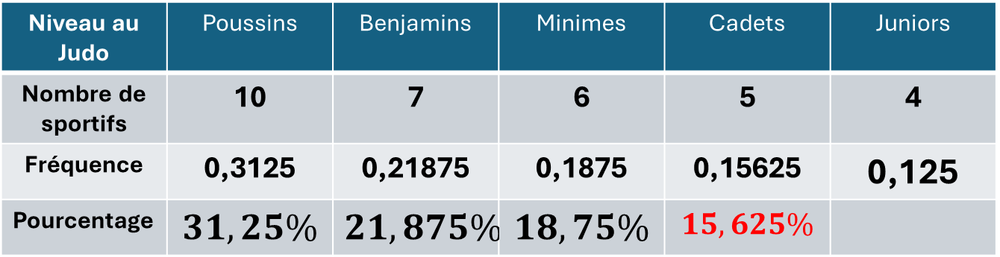 Niveau au Judo Poussins Benjamins Minimes Cadets Juniors
Nombre de sportifs 10 7 6 5 4
Fréquence 0,3125 0,21875 0,1875 0,15625 0,125
Pourcentage 31,25% 21,875% 18,75% 15,625%